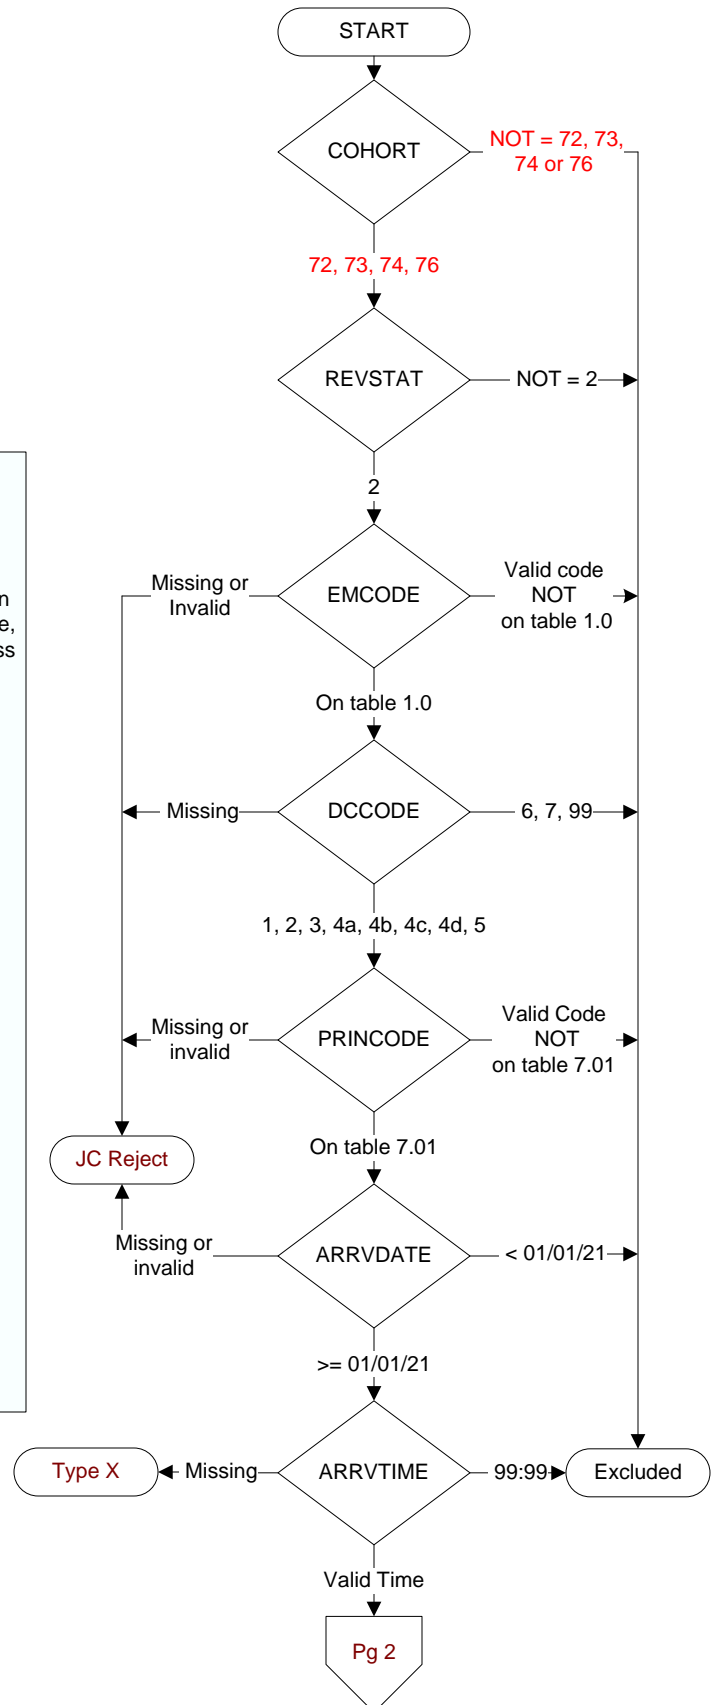 START
COHORT
NOT = 72, 73,
74 or 76
72, 73, 74, 76
REVSTAT
NOT = 2
2
Missing or
Invalid
EMCODE
Valid code
NOT
on table 1.0
On table 1.0
Missing
DCCODE
6, 7, 99
1, 2, 3, 4a, 4b, 4c, 4d, 5
Missing or
invalid
PRINCODE
Valid Code
NOT
on table 7.01
On table 7.01
JC Reject
Missing or
invalid
ARRVDATE
< 01/01/21
>= 01/01/21
Type X
Missing
ARRVTIME
99:99
Excluded
Valid Time
Pg 2